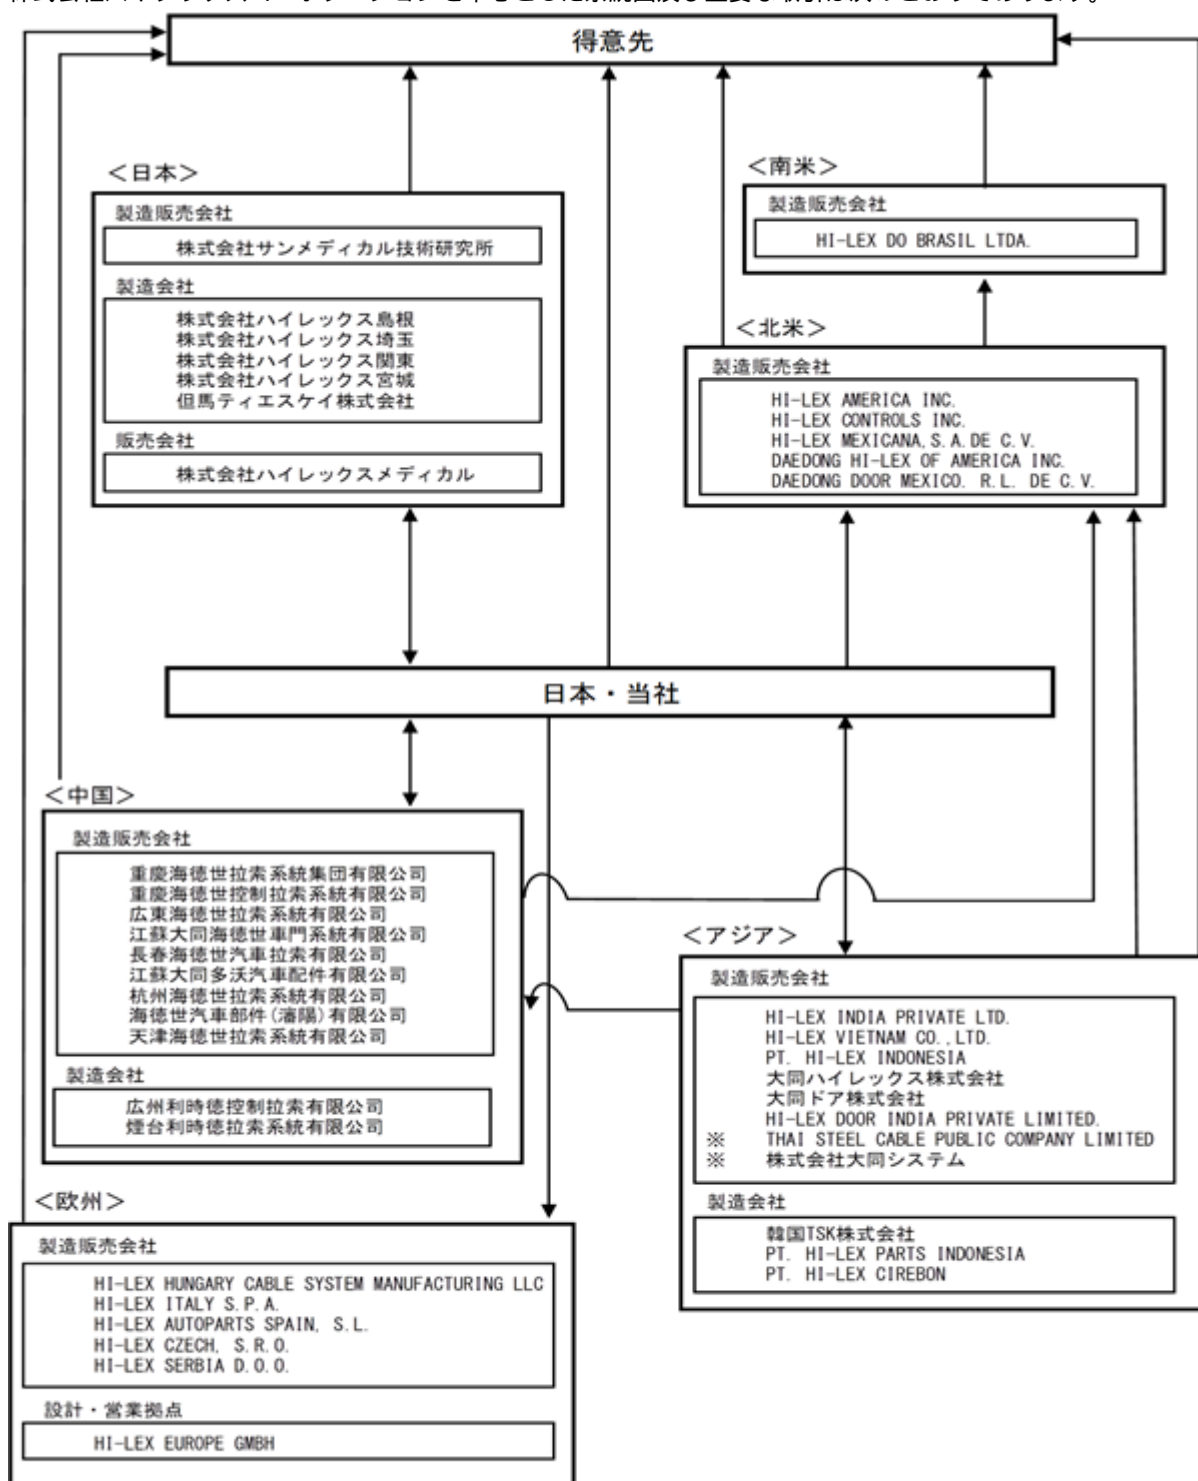 得意先
＜日本＞
製造販売会社
株式会社サンメディカル技術研究所
製造会社
株式会社ハイレックス島根
株式会社ハイレックス埼玉
株式会社ハイレックス関東
株式会社ハイレックス宮城
但馬ティエスケイ株式会社
販売会社
株式会社ハイレックスメディカル
＜南米＞
製造販売会社
HI-LEX DO BRASIL LTDA.
＜北米＞
製造販売会社
HI-LEX AMERICA INC.
HI-LEX CONTROLS INC.
HI-LEX MEXICANA,S.A.DE C.V.
DAEDONG HI-LEX OF AMERICA INC.
DAEDONG DOOR MEXICO. R.L. DE C.V.
日本・当社
＜中国＞
製造販売会社
重慶海徳世拉索系統集団有限公司
重慶海徳世控制拉索系統有限公司
広東海徳世拉索系統有限公司
江蘇大同海徳世車門系統有限公司
長春海徳世汽車拉索有限公司
江蘇大同多沃汽車配件有限公司
杭州海徳世拉索系統有限公司
海徳世汽車部件(瀋陽)有限公司
天津海徳世拉索系統有限公司
製造会社
広州利時徳控制拉索有限公司
煙台利時徳拉索系統有限公司
＜アジア＞
製造販売会社
HI-LEX INDIA PRIVATE LTD.
HI-LEX VIETNAM CO.,LTD.
PT. HI-LEX INDONESIA
大同ハイレックス株式会社
大同ドア株式会社
HI-LEX DOOR INDIA PRIVATE LIMITED.
※ THAI STEEL CABLE PUBLIC COMPANY LIMITED
※ 株式会社大同システム
製造会社
韓国TSK株式会社
PT. HI-LEX PARTS INDONESIA
PT. HI-LEX CIREBON
＜欧州＞
製造販売会社
HI-LEX HUNGARY CABLE SYSTEM MANUFACTURING LLC
HI-LEX ITALY S.P.A.
HI-LEX AUTOPARTS SPAIN, S.L.
HI-LEX CZECH, S.R.O.
HI-LEX SERBIA D.O.O.
設計・営業拠点
HI-LEX EUROPE GMBH